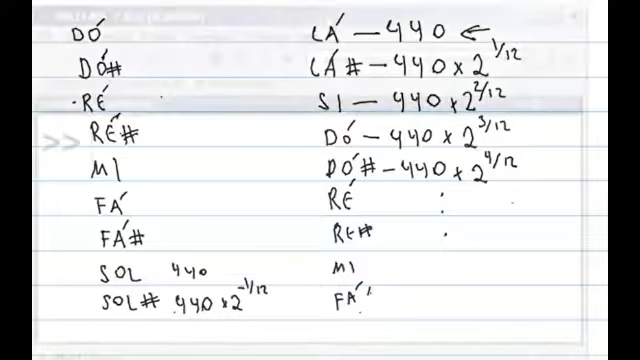 DÓ LÁ — 440 ←
DÓ# LÁ# — 440 x 2^1/12
RÉ SI — 440 x 2^2/12
RÉ# DÓ — 440 x 2^3/12
MI DÓ# — 440 x 2^4/12
FÁ RÉ :
FÁ# RE# .
SOL 440 MI
SOL# 440 x 2^-1/12 FÁ
>>